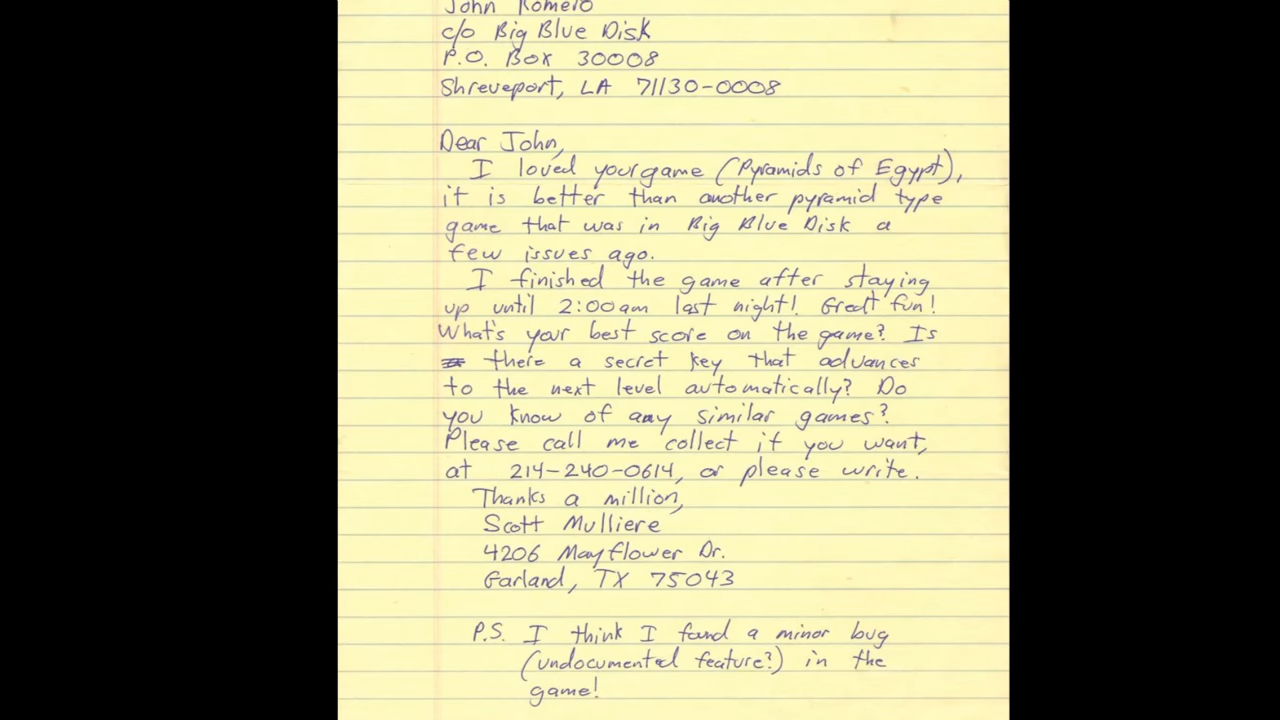 John Romero
c/o Big Blue Disk
P.O. Box 30008
Shreveport, LA 71130-0008
Dear John,
I loved your game (Pyramids of Egypt),
it is better than another pyramid type
game that was in Big Blue Disk a
few issues ago.
I finished the game after staying
up until 2:00am last night! Great fun!
What's your best score on the game? Is
there a secret key that advances
to the next level automatically? Do
you know of any similar games?
Please call me collect if you want,
at 214-240-0614, or please write.
Thanks a million,
Scott Mulliere
4206 Mayflower Dr.
Garland, TX 75043
P.S. I think I found a minor bug
(undocumented feature?) in the
game!